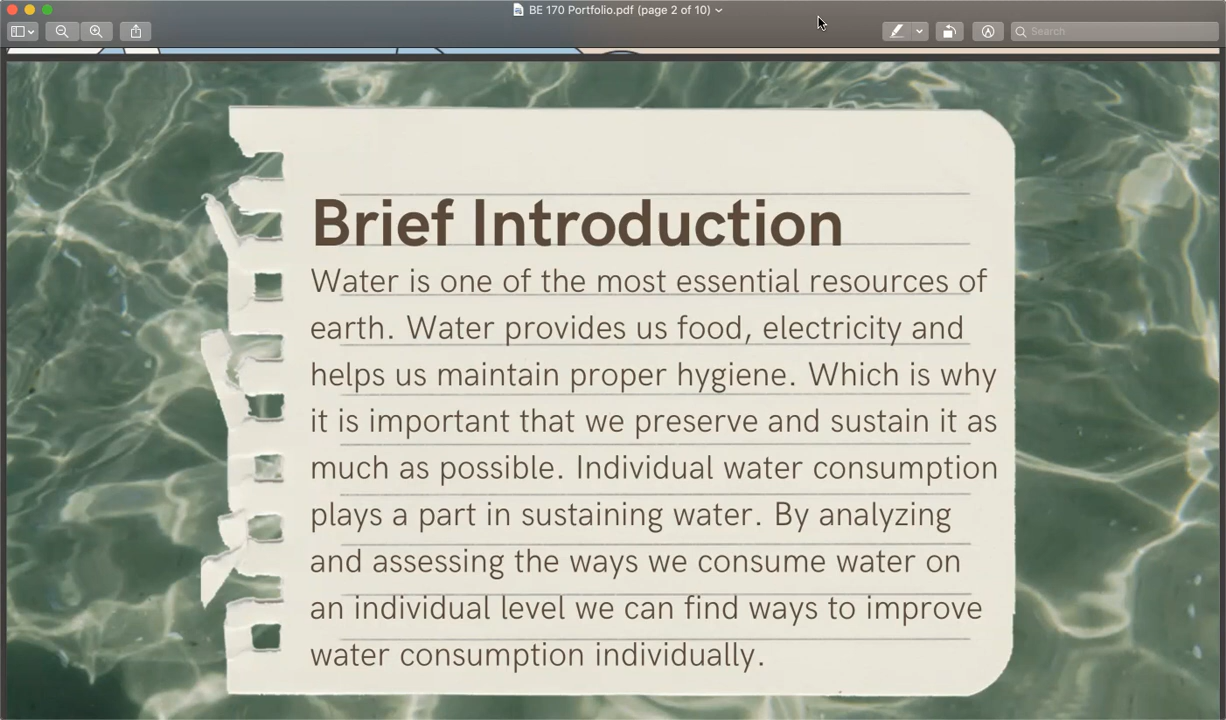 BE 170 Portfolio.pdf (page 2 of 10)
Search
Brief Introduction
Water is one of the most essential resources of
earth. Water provides us food, electricity and
helps us maintain proper hygiene. Which is why
it is important that we preserve and sustain it as
much as possible. Individual water consumption
plays a part in sustaining water. By analyzing
and assessing the ways we consume water on
an individual level we can find ways to improve
water consumption individually.